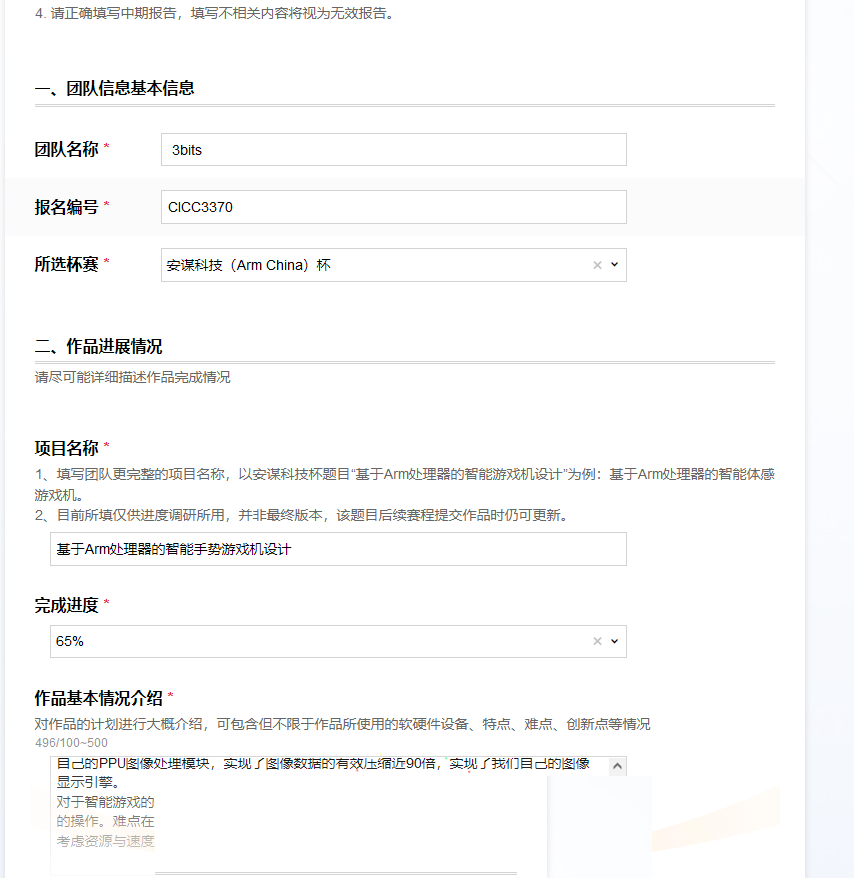 4. 请正确填写中期报告，填写不相关内容将视为无效报告。
一、团队信息基本信息
团队名称 *
3bits
报名编号 *
CICC3370
所选杯赛 *
安谋科技（Arm China）杯
二、作品进展情况
请尽可能详细描述作品完成情况
项目名称 *
1、填写团队更完整的项目名称，以安谋科技杯题目“基于Arm处理器的智能游戏机设计”为例：基于Arm处理器的智能体感
游戏机。
2、目前所填仅供进度调研所用，并非最终版本，该题目后续赛程提交作品时仍可更新。
基于Arm处理器的智能手势游戏机设计
完成进度 *
65%
作品基本情况介绍 *
对作品的计划进行大概介绍，可包含但不限于作品所使用的软硬件设备、特点、难点、创新点等情况
496/100~500
自己的PPU图像处理模块，实现了图像数据的有效压缩近90倍，实现了我们自己的图像
显示引擎。
对于智能游戏的
的操作。难点在
考虑资源与速度